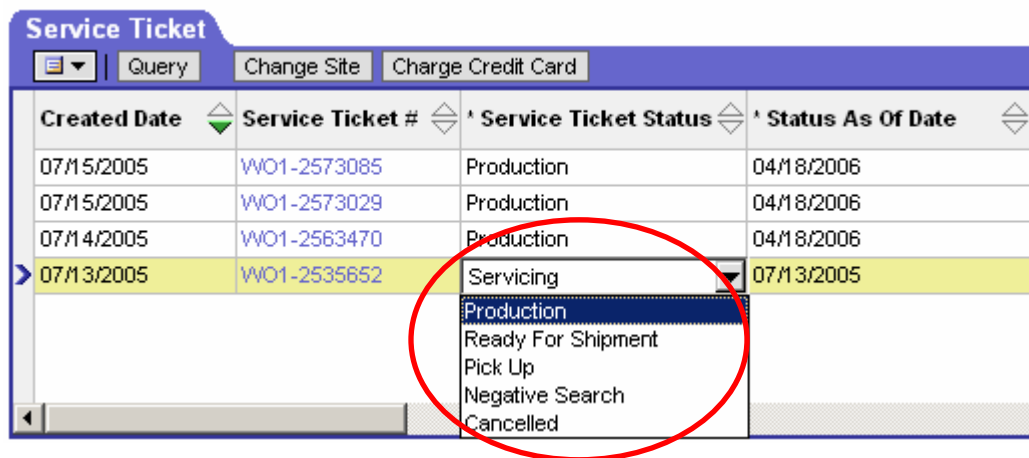 Service Ticket
Query Change Site Charge Credit Card
Created Date Service Ticket # * Service Ticket Status * Status As Of Date
07/15/2005 WO1-2573085 Production 04/18/2006
07/15/2005 WO1-2573029 Production 04/18/2006
07/14/2005 WO1-2563470 Production 04/18/2006
07/13/2005 WO1-2535652 Servicing 07/13/2005
Production
Ready For Shipment
Pick Up
Negative Search
Cancelled